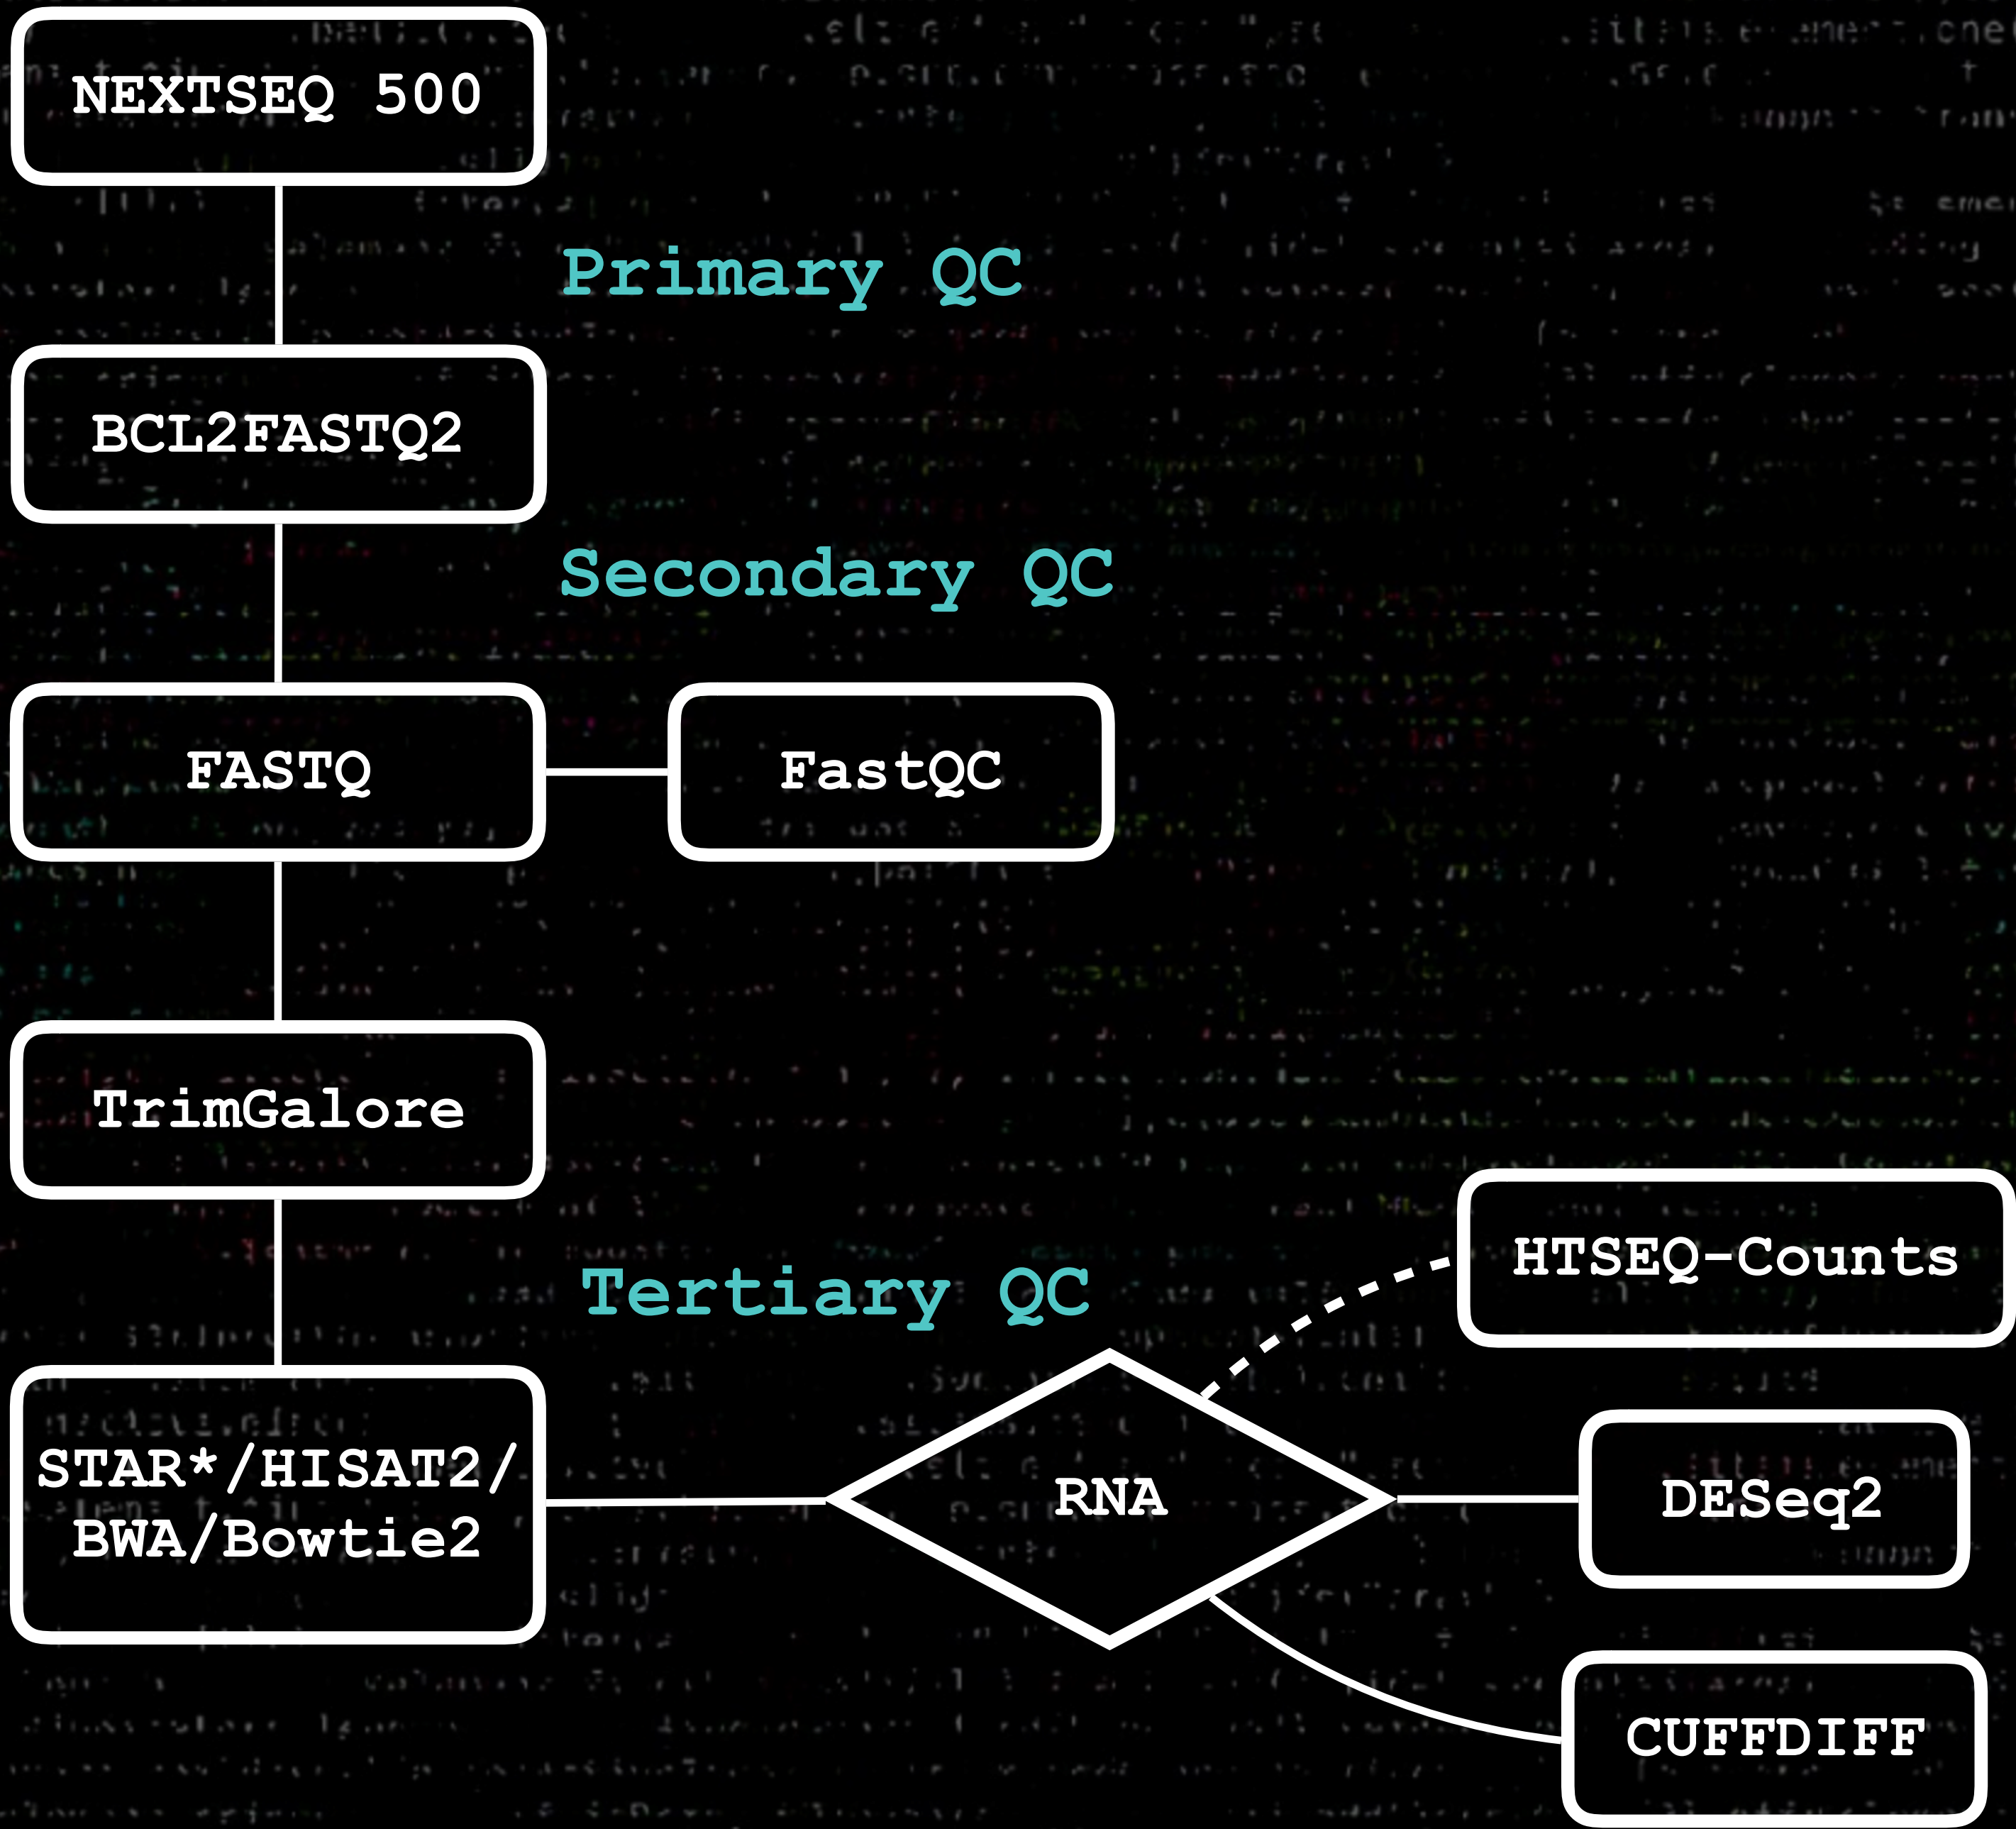 NEXTSEQ 500
Primary QC
BCL2FASTQ2
Secondary QC
FASTQ
FastQC
TrimGalore
Tertiary QC
HTSEQ-Counts
STAR*/HISAT2/
BWA/Bowtie2
RNA
DESeq2
CUFFDIFF